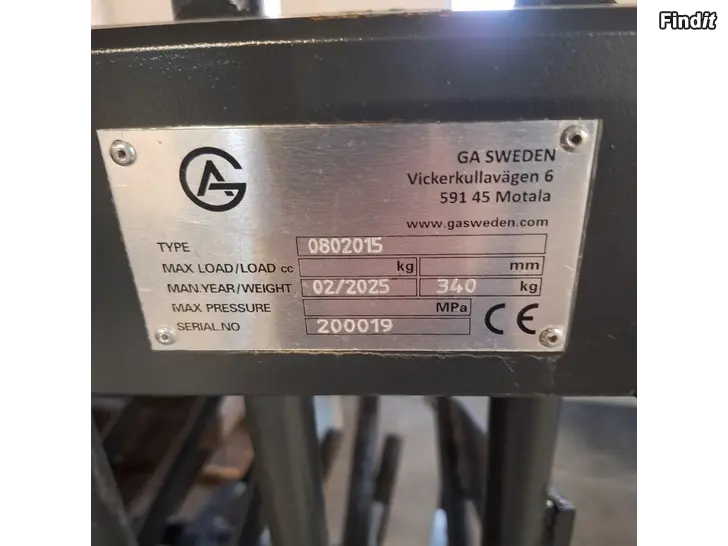 Findit
GA SWEDEN
Vickerkullavägen 6
591 45 Motala
www.gasweden.com
TYPE 0802015
MAX LOAD/LOAD cc kg mm
MAN.YEAR/WEIGHT 02/2025 340 kg
MAX PRESSURE MPa
SERIAL.NO 200019 CE